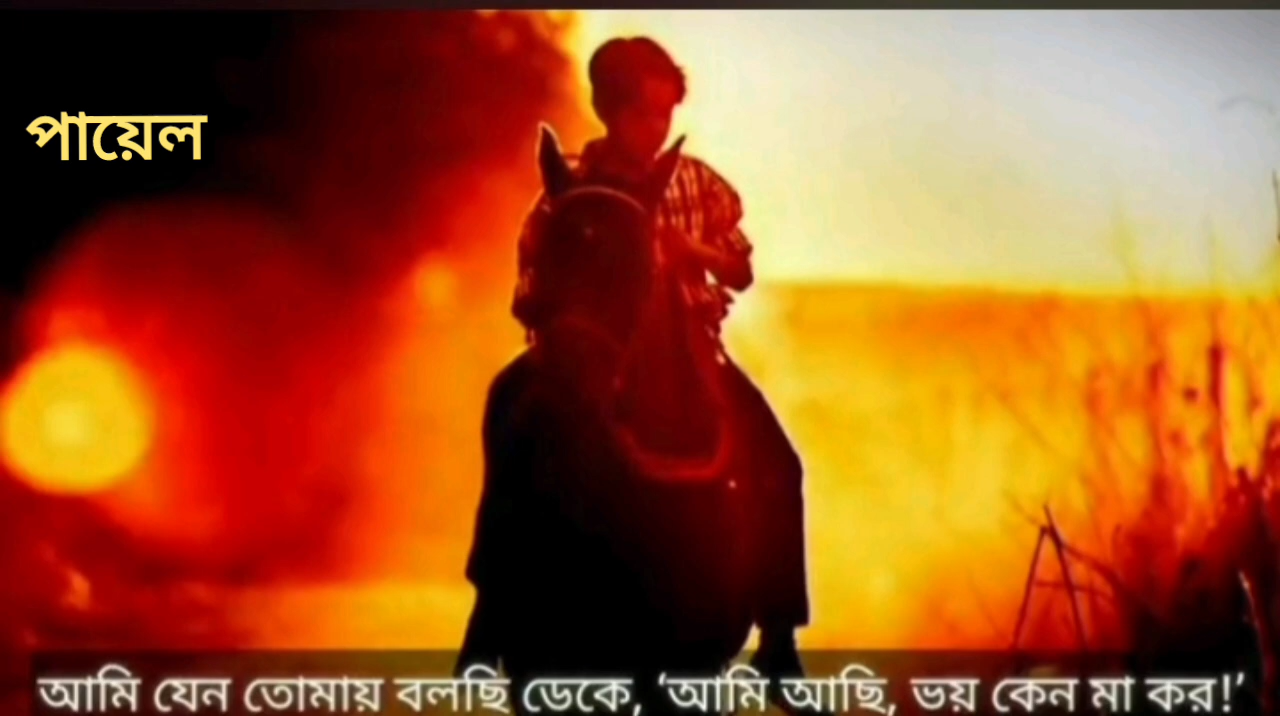 পায়েল
আমি যেন তোমায় বলছি ডেকে, ‘আমি আছি, ভয় কেন মা কর!’